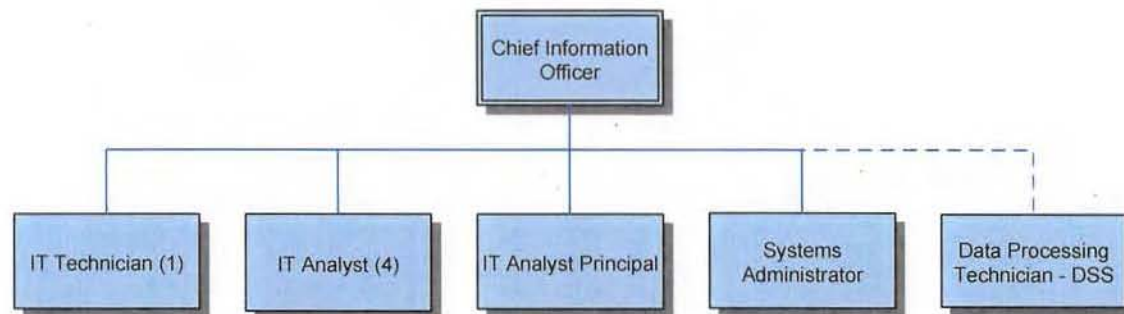 Chief Information
Officer
IT Technician (1)
IT Analyst (4)
IT Analyst Principal
Systems
Administrator
Data Processing
Technician - DSS